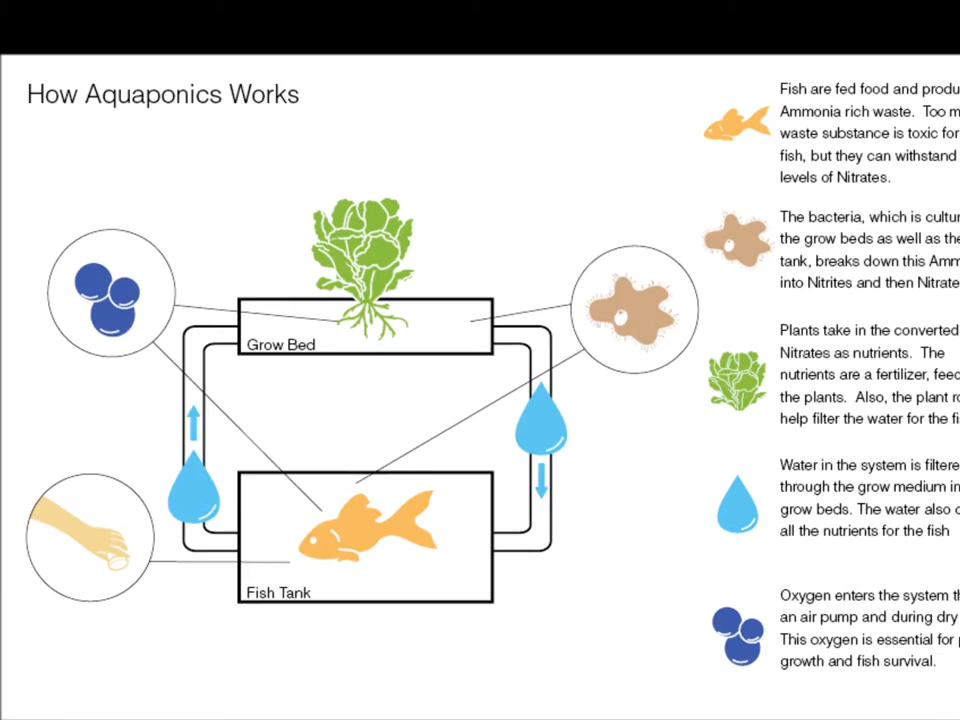 How Aquaponics Works
Grow Bed
Fish Tank
Fish are fed food and
Ammonia rich waste. Too
waste substance is toxic for
fish, but they can withstand
levels of Nitrates.
The bacteria, which is
the grow beds as well as the
tank, breaks down this
into Nitrites and then
Plants take in the converted
Nitrates as nutrients. The
nutrients are a fertilizer,
the plants. Also, the plant
help filter the water for the
Water in the system is
through the grow medium
grow beds. The water also
all the nutrients for the fish
Oxygen enters the system
an air pump and during dry
This oxygen is essential for
growth and fish survival.